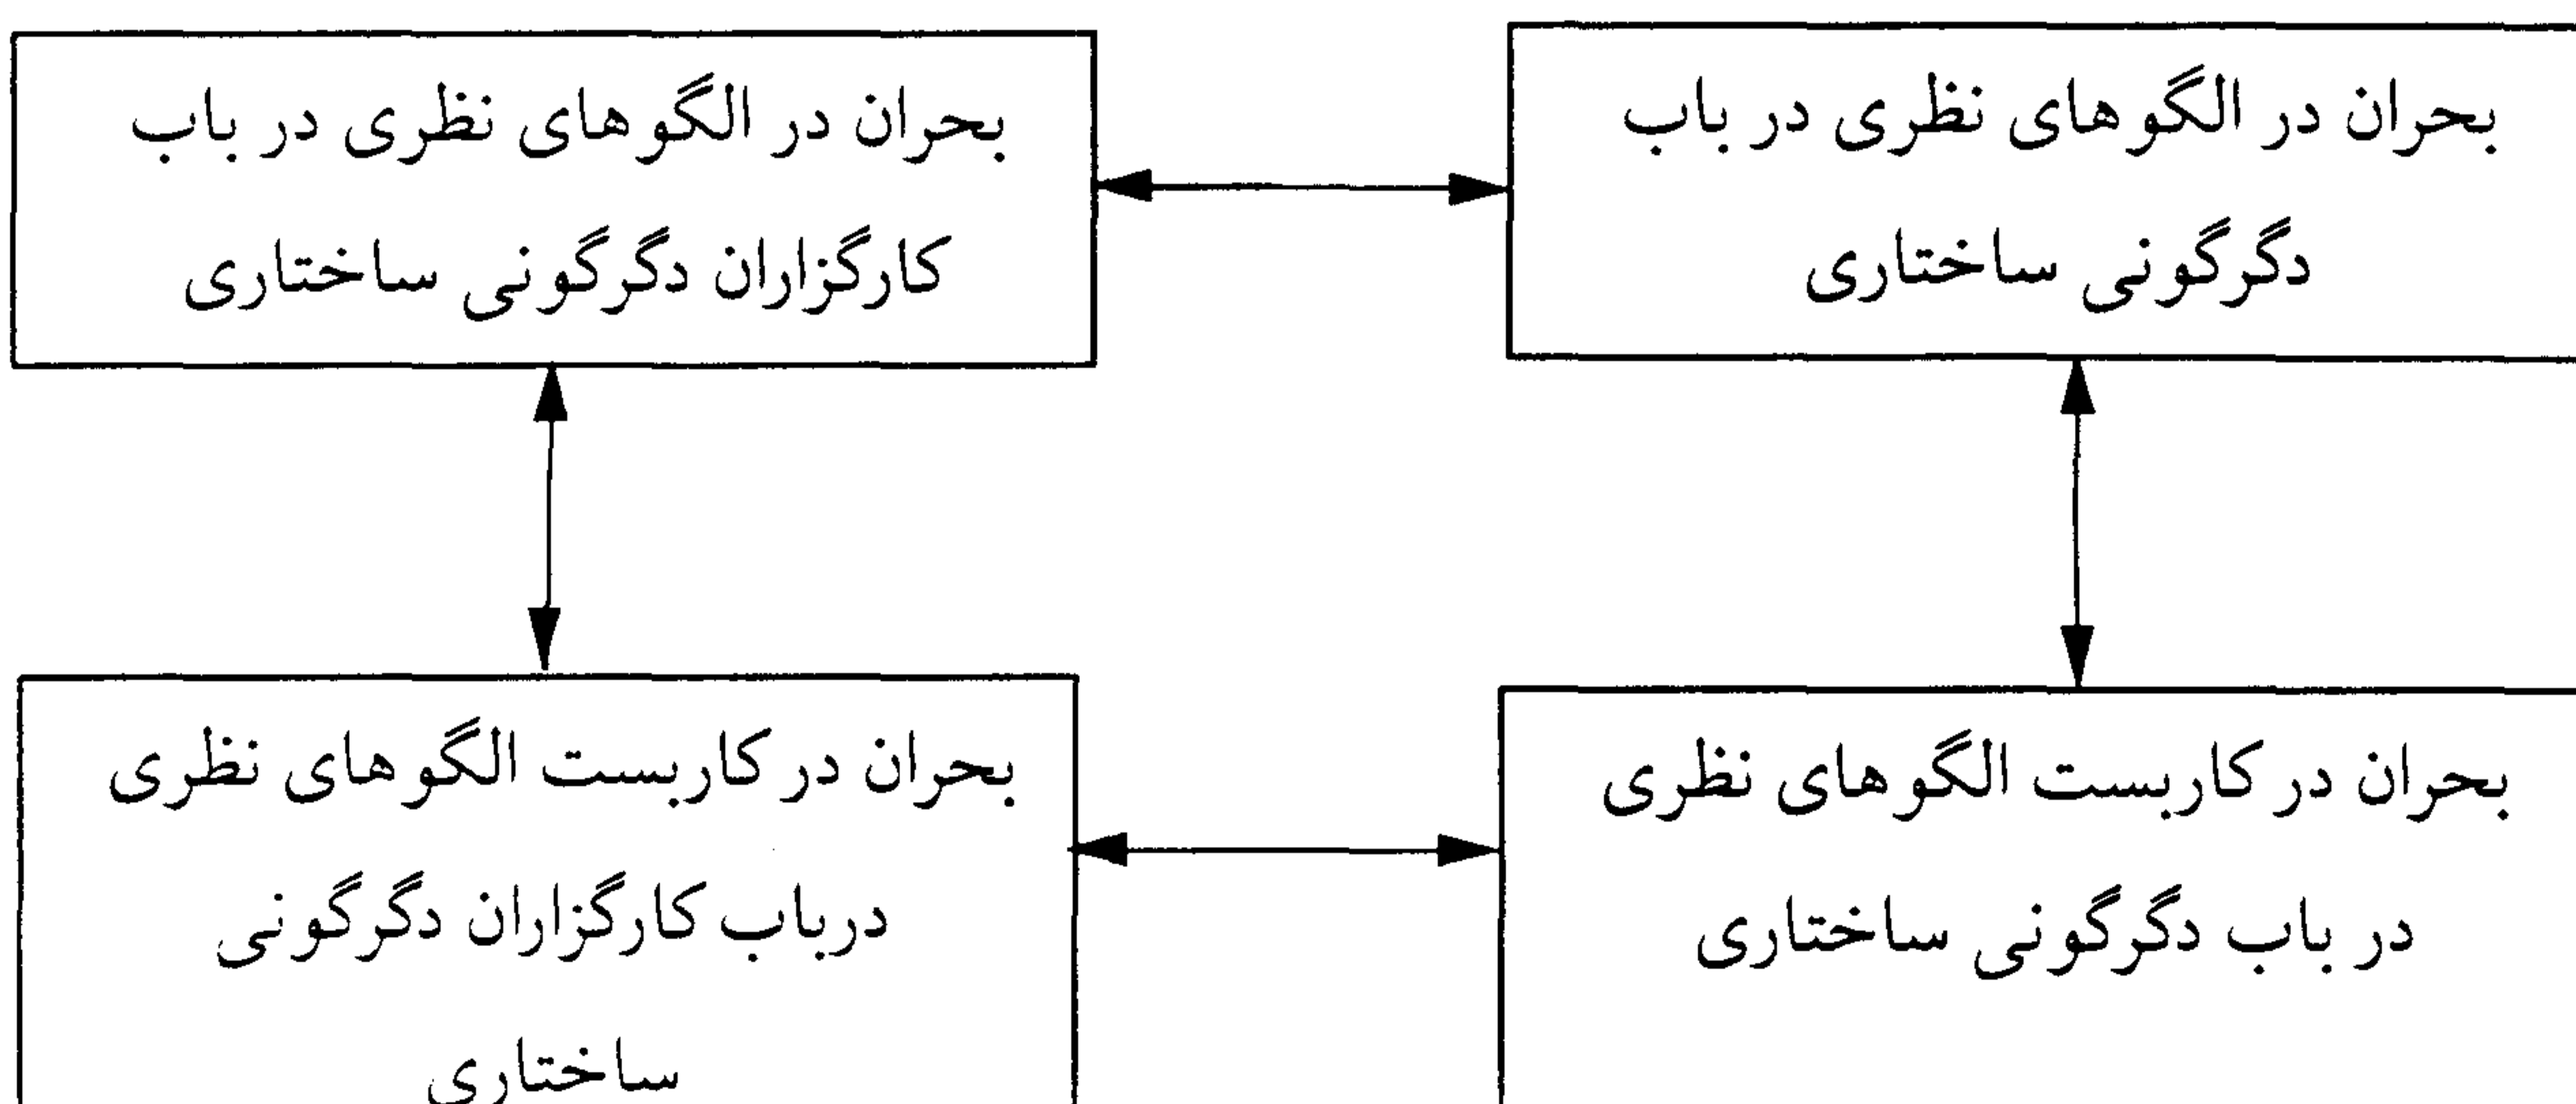 بحران در الگوهای نظری در باب
دگرگونی ساختاری
بحران در الگوهای نظری در باب
کارگزاران دگرگونی ساختاری
بحران در کاربست الگوهای نظری
در باب دگرگونی ساختاری
بحران در کاربست الگوهای نظری
درباب کارگزاران دگرگونی
ساختاری